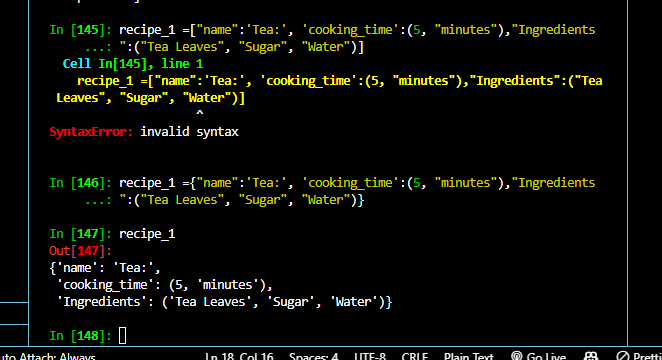 In [145]: recipe_1 =["name":'Tea:', 'cooking_time':(5, "minutes"),"Ingredients
...: ":("Tea Leaves", "Sugar", "Water")]
Cell In[145], line 1
recipe_1 =["name":'Tea:', 'cooking_time':(5, "minutes"),"Ingredients":("Tea
Leaves", "Sugar", "Water")]
^
SyntaxError: invalid syntax
In [146]: recipe_1 ={"name":'Tea:', 'cooking_time':(5, "minutes"),"Ingredients
...: ":("Tea Leaves", "Sugar", "Water")}
In [147]: recipe_1
Out[147]:
{'name': 'Tea:',
'cooking_time': (5, 'minutes'),
'Ingredients': ('Tea Leaves', 'Sugar', 'Water')}
In [148]:
uto Attach: Always Ln 18, Col 16 Spaces: 4 UTF-8 CRLF Plain Text Go Live Pretti